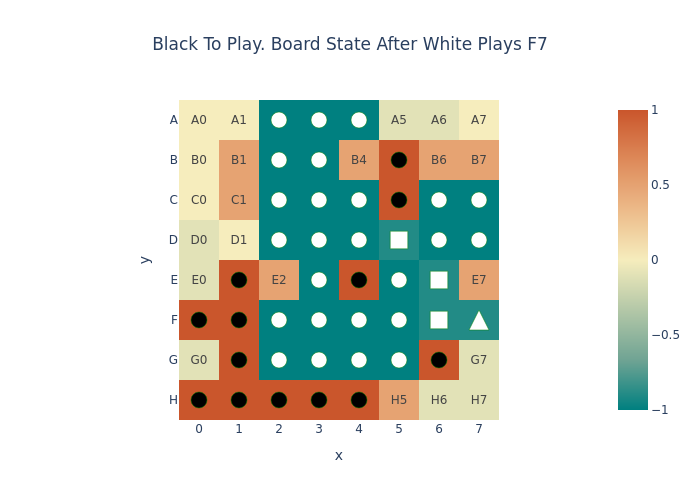 Black To Play. Board State After White Plays F7
A A0 A1 A5 A6 A7
B B0 B1 B4 B6 B7
C C0 C1
D D0 D1
E E0 E2 E7
F
G G0 G7
H H5 H6 H7
0 1 2 3 4 5 6 7
x
y
1
0.5
0
−0.5
−1